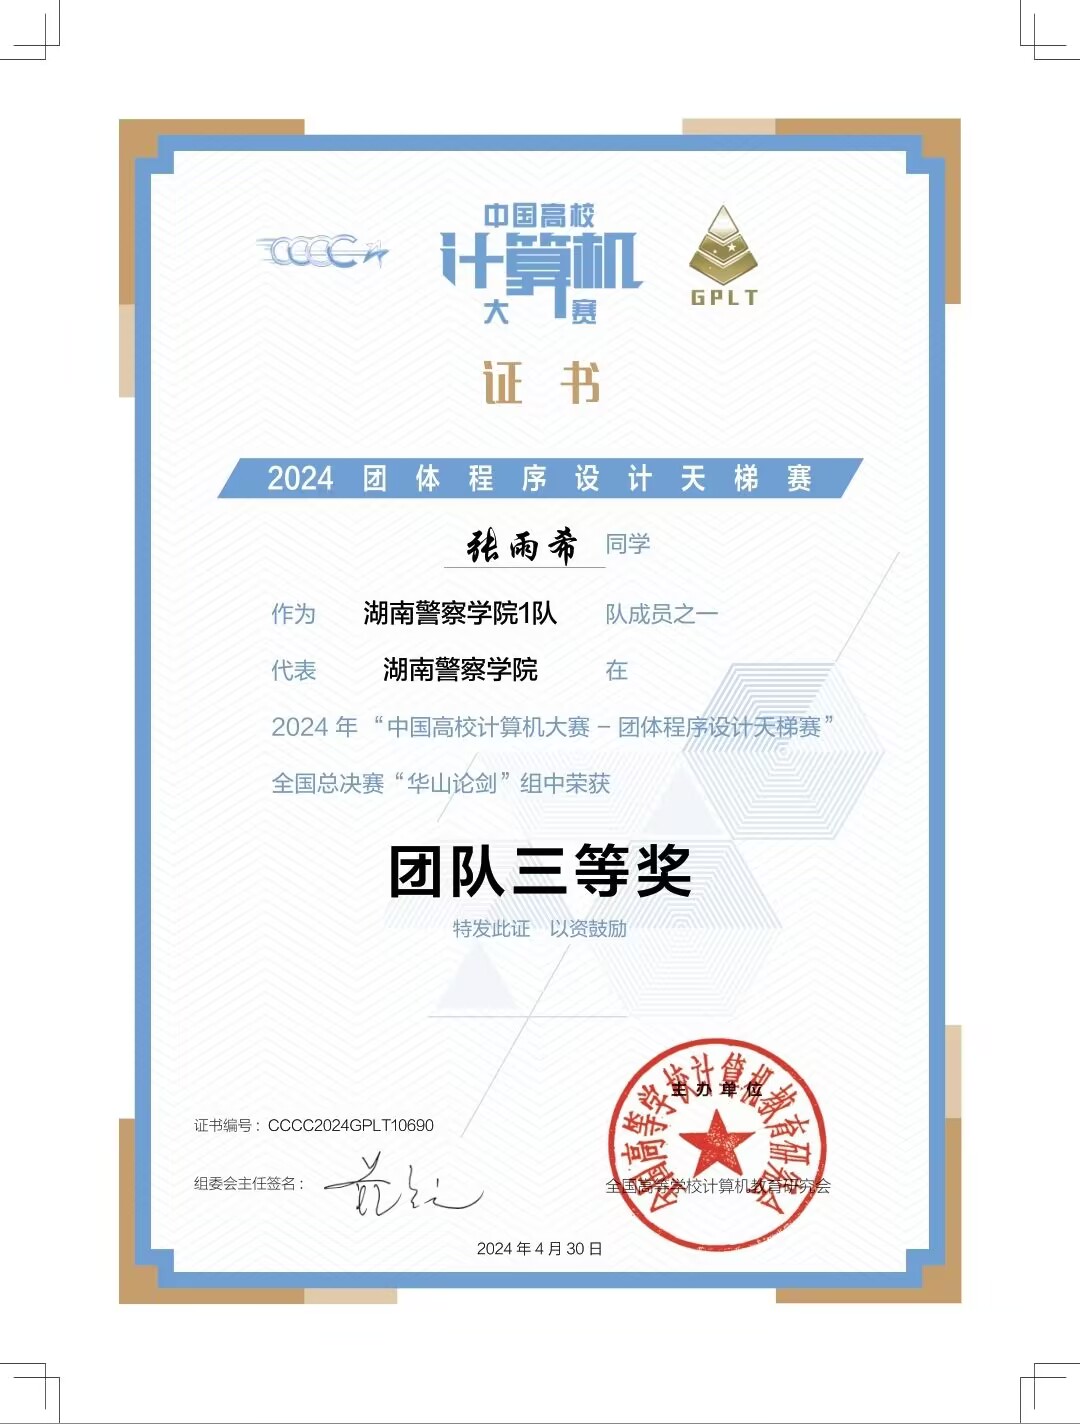 CCCC
中国高校
计算机
大赛
GPLT
证书
2024 团体程序设计天梯赛
张雨希 同学
作为 湖南警察学院1队 队成员之一
代表 湖南警察学院 在
2024 年“中国高校计算机大赛 – 团体程序设计天梯赛”
全国总决赛“华山论剑”组中荣获
团队三等奖
特发此证 以资鼓励
主办单位
全国高等学校计算机教育研究会
证书编号：CCCC2024GPLT10690
组委会主任签名：
全国高等学校计算机教育研究会
2024 年 4 月 30 日